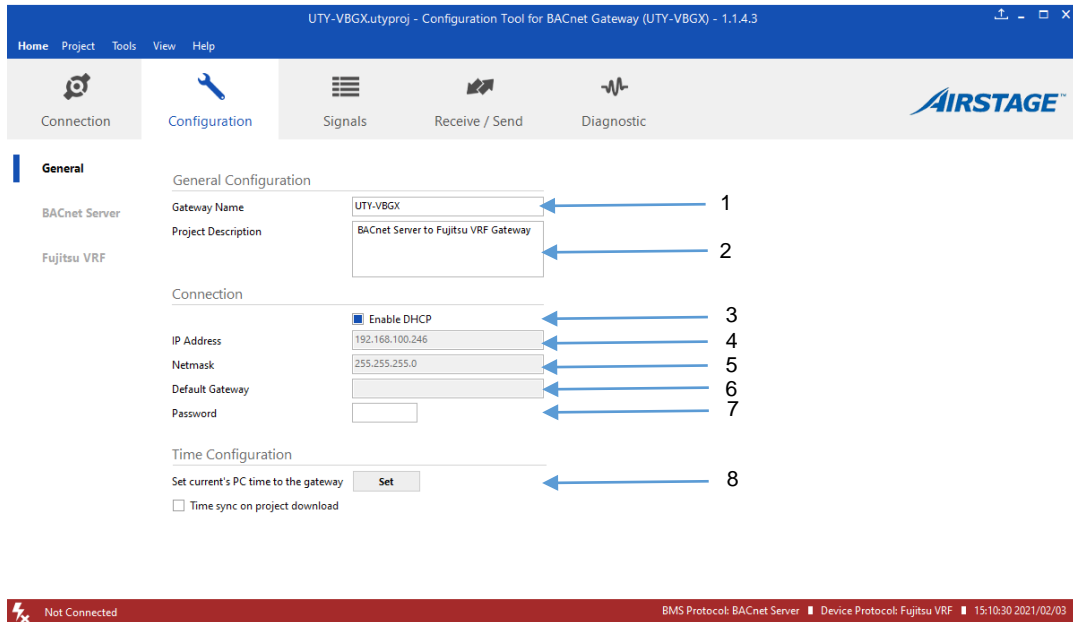 UTY-VBGX.utyproj - Configuration Tool for BACnet Gateway (UTY-VBGX) - 1.1.4.3
Home Project Tools View Help
Connection Configuration Signals Receive / Send Diagnostic
AIRSTAGE™
General
BACnet Server
Fujitsu VRF
General Configuration
Gateway Name UTY-VBGX 1
Project Description BACnet Server to Fujitsu VRF Gateway 2
Connection
Enable DHCP 3
IP Address 192.168.100.246 4
Netmask 255.255.255.0 5
Default Gateway 6
Password 7
Time Configuration
Set current's PC time to the gateway Set 8
Time sync on project download
Not Connected BMS Protocol: BACnet Server Device Protocol: Fujitsu VRF 15:10:30 2021/02/03